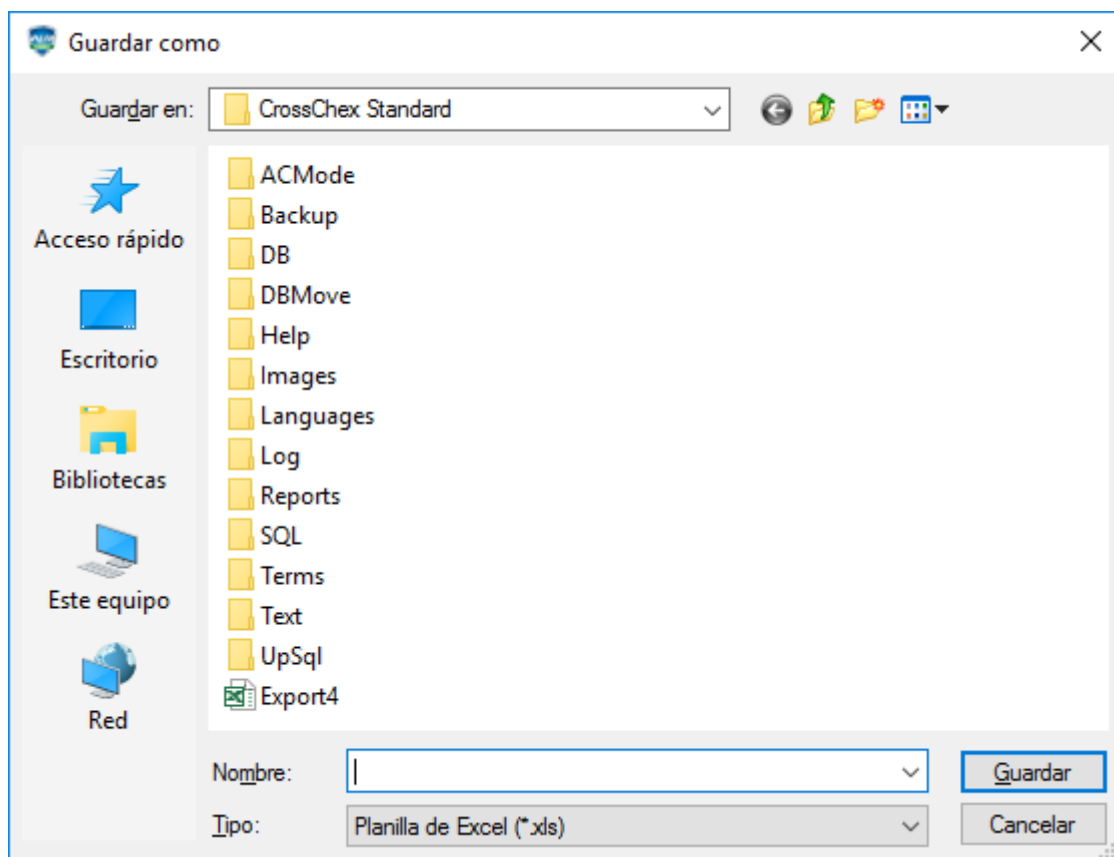 Guardar como
Guardar en: CrossChex Standard
Acceso rápido
Escritorio
Bibliotecas
Este equipo
Red
ACMode
Backup
DB
DBMove
Help
Images
Languages
Log
Reports
SQL
Terms
Text
UpSql
Export4
Nombre:
Guardar
Tipo: Planilla de Excel (*.xls)
Cancelar